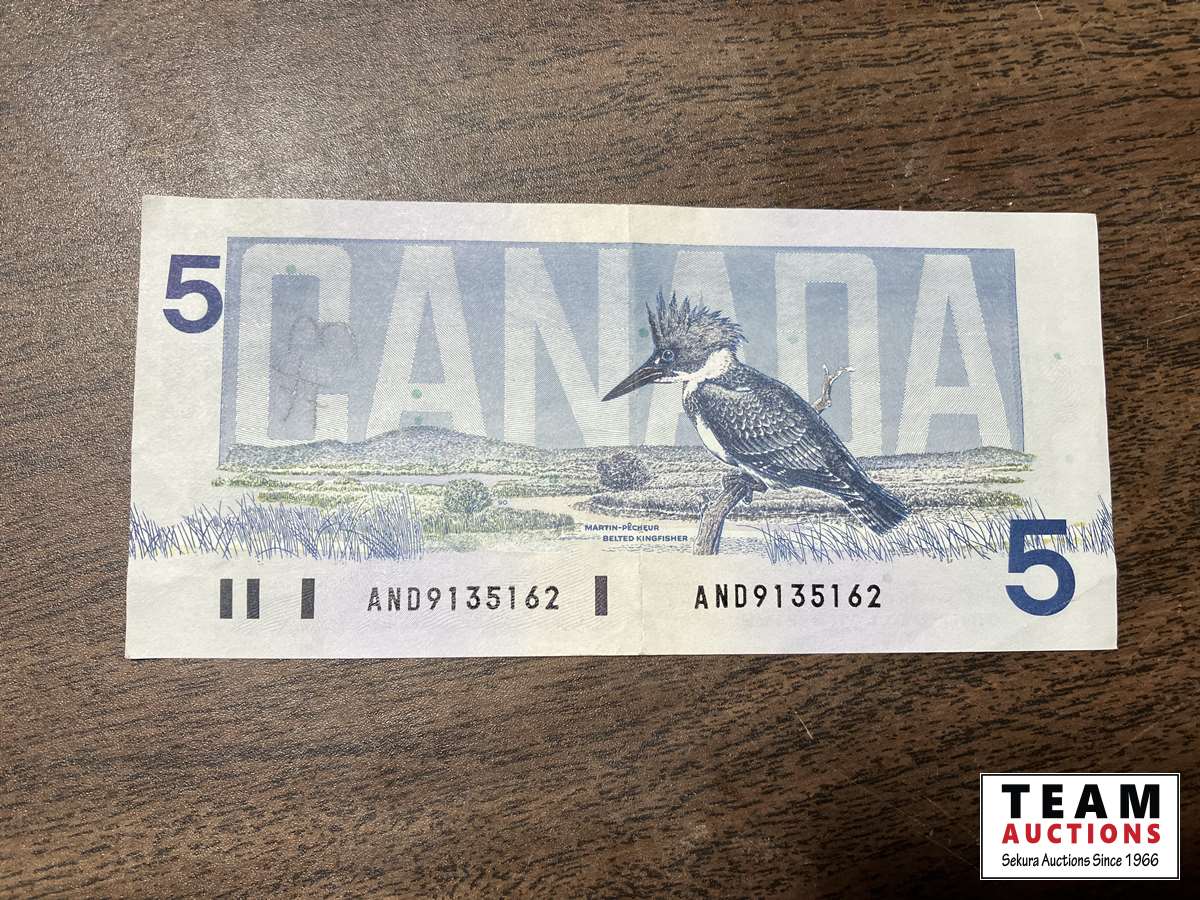 5
CANADA
MARTIN-PÊCHEUR
BELTED KINGFISHER
5
AND9135162
AND9135162
TEAM
AUCTIONS
Sekura Auctions Since 1966